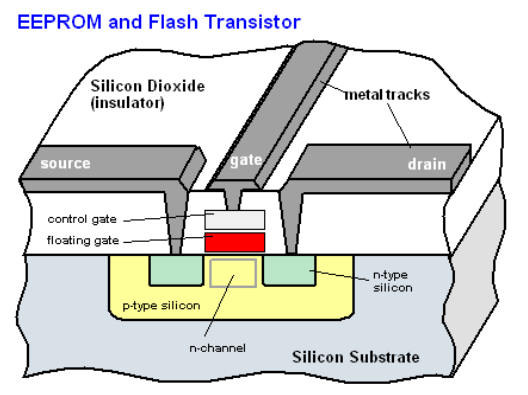 EEPROM and Flash Transistor
Silicon Dioxide
(insulator)
metal tracks
source
gate
drain
control gate
floating gate
n-type
silicon
p-type silicon
n-channel
Silicon Substrate